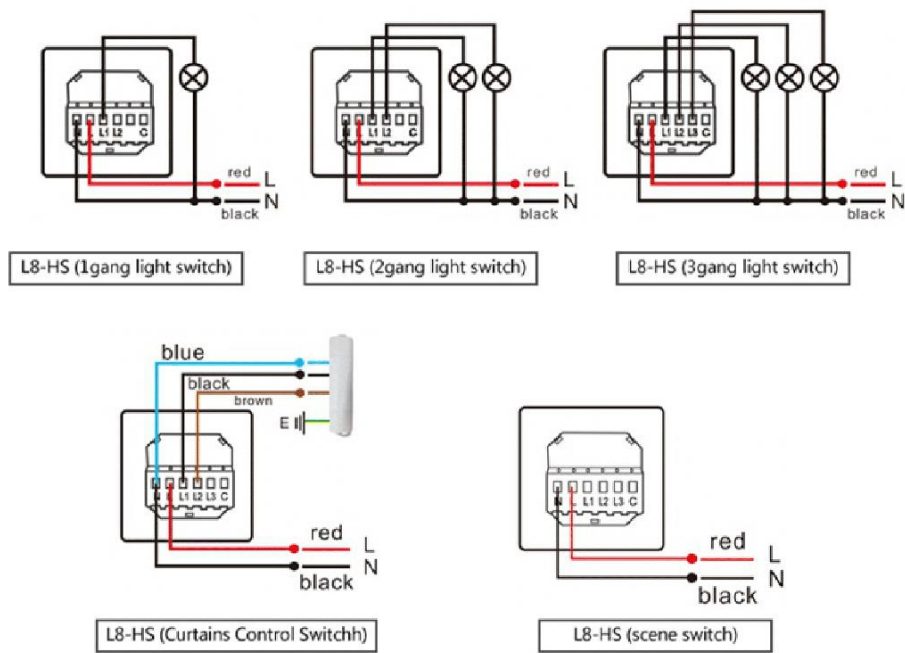 N L L1 L2 C
red L
N
black
L8-HS (1gang light switch)
N L L1 L2 C
red L
N
black
L8-HS (2gang light switch)
N L L1 L2 L3 C
red L
N
black
L8-HS (3gang light switch)
blue
black
brown
E
N L L1 L2 L3 C
red L
N
black
L8-HS (Curtains Control Switchh)
N L L1 L2 L3 C
red L
N
black
L8-HS (scene switch)